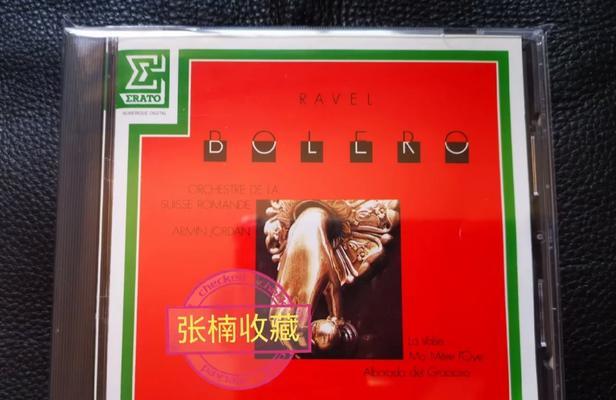 ERATO
NUMERIQUE DIGITAL
RAVEL
BOLERO
ORCHESTRE DE LA
SUISSE ROMANDE
ARMIN JORDAN
checked
张楠收藏
La Valse
Ma Mère l'Oye
Alborada del Gracioso